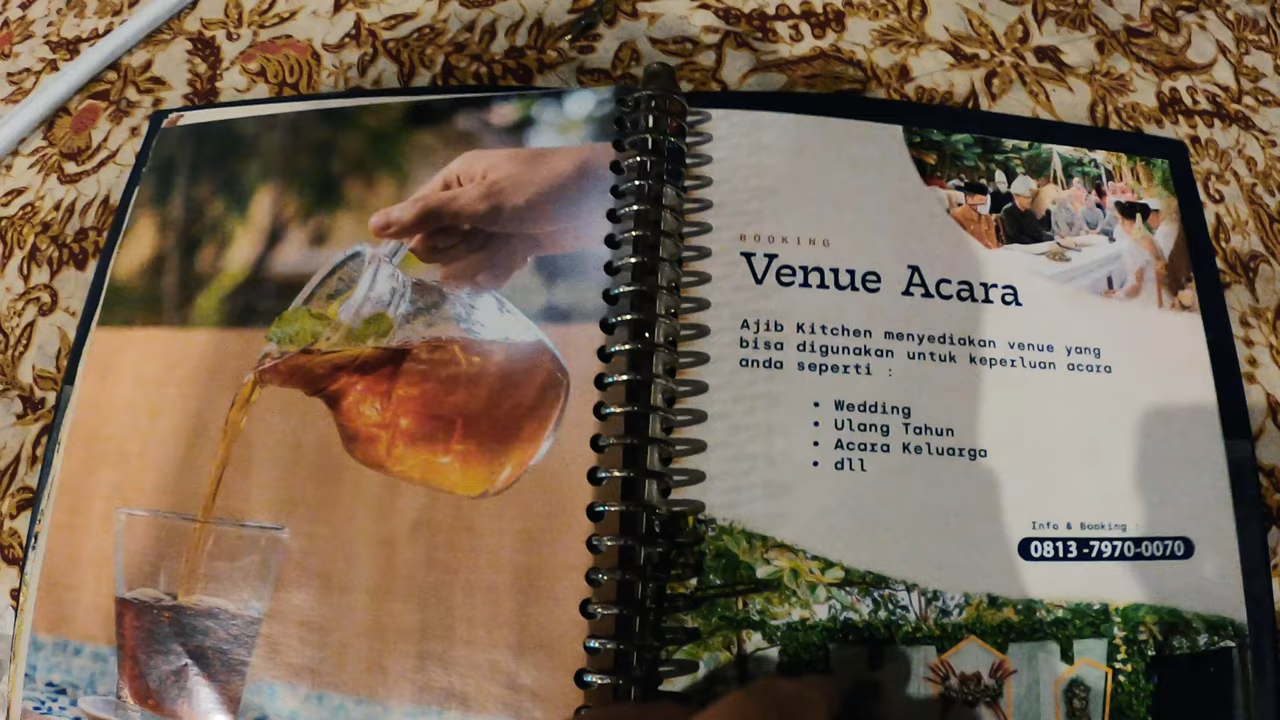 BOOKING
Venue Acara
Ajib Kitchen menyediakan venue yang
bisa digunakan untuk keperluan acara
anda seperti :
• Wedding
• Ulang Tahun
• Acara Keluarga
• dll
Info & Booking :
0813 -7970-0070